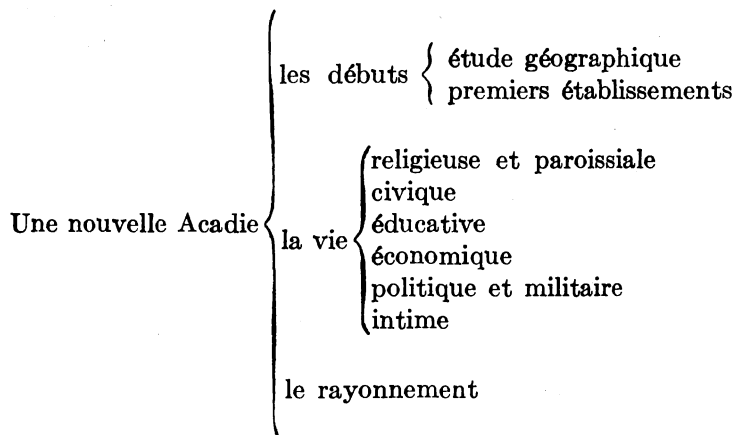 les débuts
étude géographique
premiers établissements
Une nouvelle Acadie
la vie
religieuse et paroissiale
civique
éducative
économique
politique et militaire
intime
le rayonnement